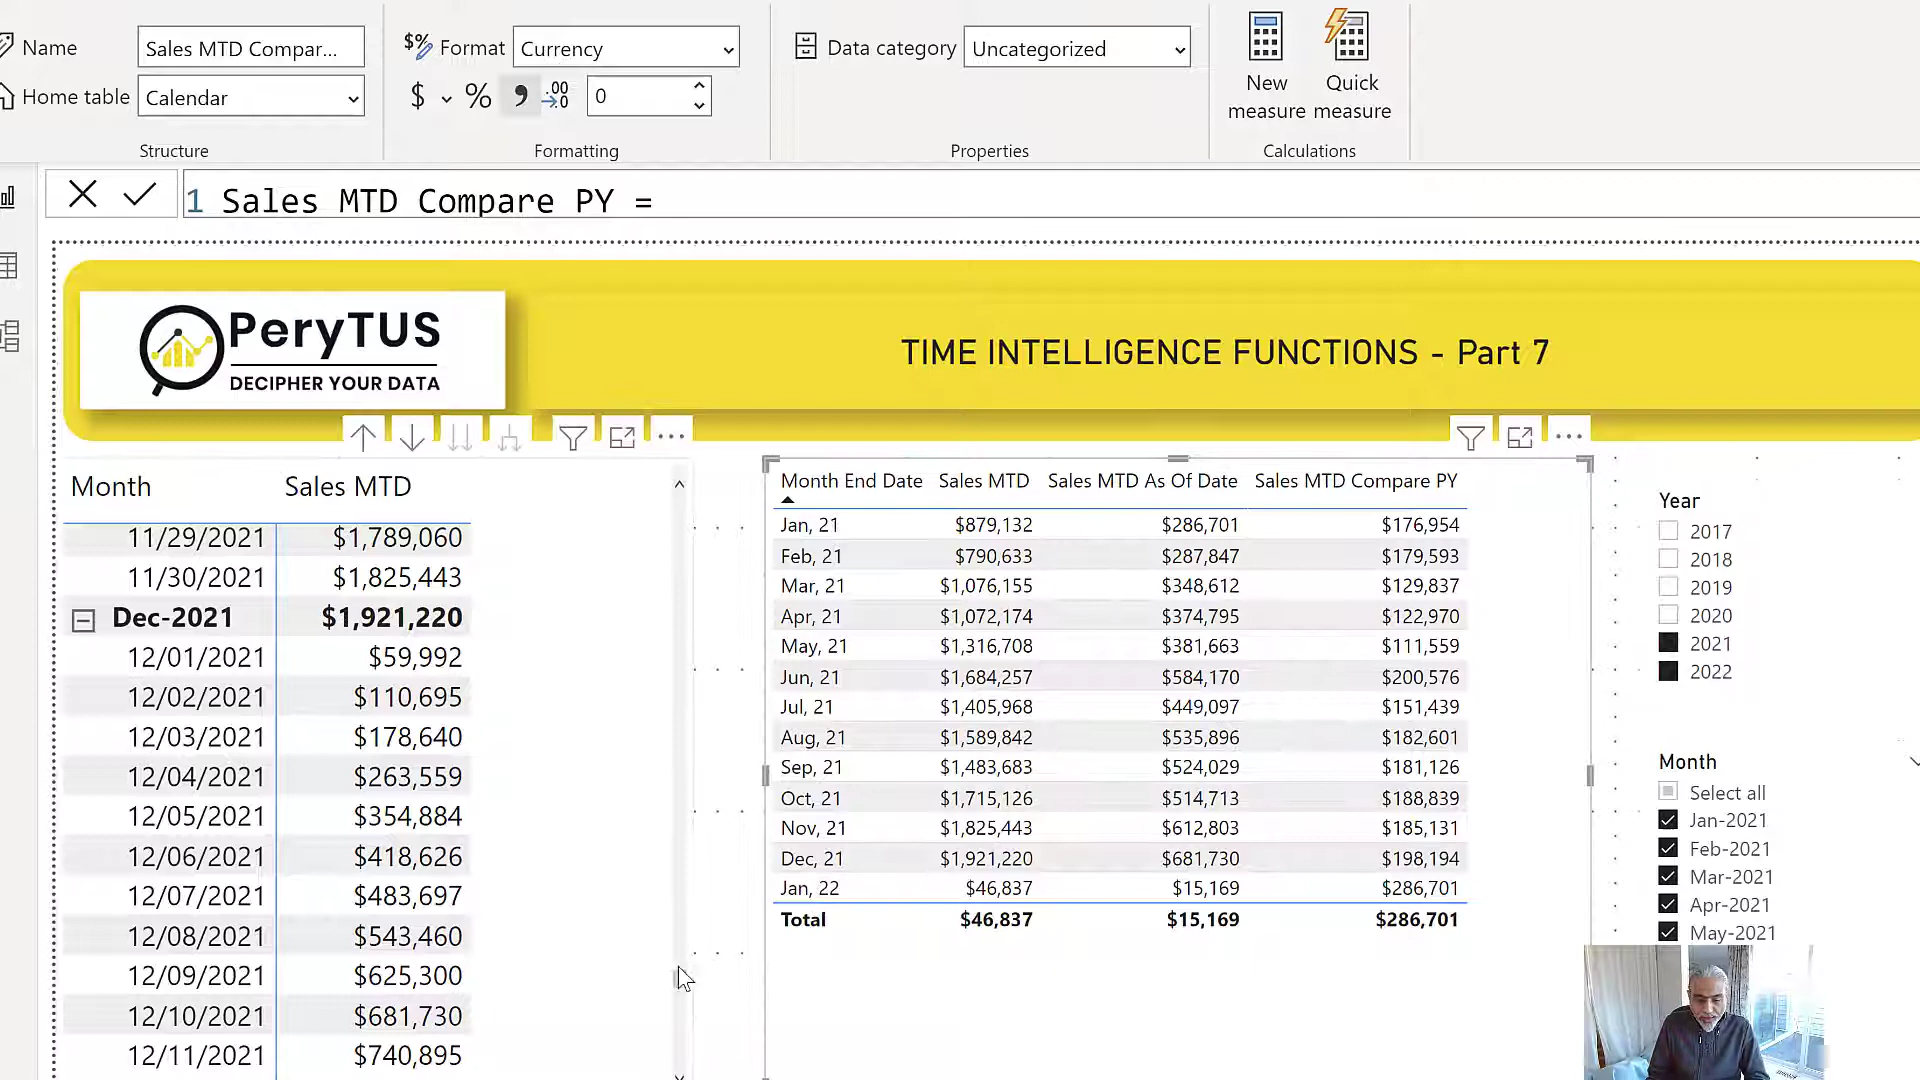 Name
Sales MTD Compar...
Format
Currency
Data category
Uncategorized
New measure
Quick measure
Home table
Calendar
$
%
,
.00
→.0
0
Structure
Formatting
Properties
Calculations
1 Sales MTD Compare PY =
PeryTUS
DECIPHER YOUR DATA
TIME INTELLIGENCE FUNCTIONS - Part 7
Month Sales MTD
11/29/2021 $1,789,060
11/30/2021 $1,825,443
Dec-2021 $1,921,220
12/01/2021 $59,992
12/02/2021 $110,695
12/03/2021 $178,640
12/04/2021 $263,559
12/05/2021 $354,884
12/06/2021 $418,626
12/07/2021 $483,697
12/08/2021 $543,460
12/09/2021 $625,300
12/10/2021 $681,730
12/11/2021 $740,895
Month End Date Sales MTD Sales MTD As Of Date Sales MTD Compare PY
Jan, 21 $879,132 $286,701 $176,954
Feb, 21 $790,633 $287,847 $179,593
Mar, 21 $1,076,155 $348,612 $129,837
Apr, 21 $1,072,174 $374,795 $122,970
May, 21 $1,316,708 $381,663 $111,559
Jun, 21 $1,684,257 $584,170 $200,576
Jul, 21 $1,405,968 $449,097 $151,439
Aug, 21 $1,589,842 $535,896 $182,601
Sep, 21 $1,483,683 $524,029 $181,126
Oct, 21 $1,715,126 $514,713 $188,839
Nov, 21 $1,825,443 $612,803 $185,131
Dec, 21 $1,921,220 $681,730 $198,194
Jan, 22 $46,837 $15,169 $286,701
Total $46,837 $15,169 $286,701
Year
2017
2018
2019
2020
2021
2022
Month
Select all
Jan-2021
Feb-2021
Mar-2021
Apr-2021
May-2021